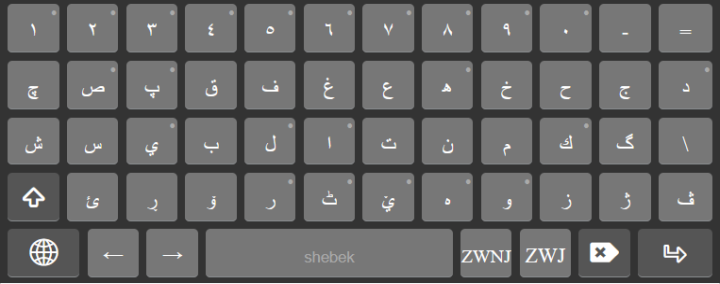 ١ ٢ ٣ ٤ ٥ ٦ ٧ ٨ ٩ ٠ - =
چ ص پ ق ف غ ع ھ خ ح ج د
ش س ي ب ل ا ت ن م ك گ \
ئ ڕ ۆ ر ێ ه و ز ژ ڤ
← → shebek ZWNJ ZWJ